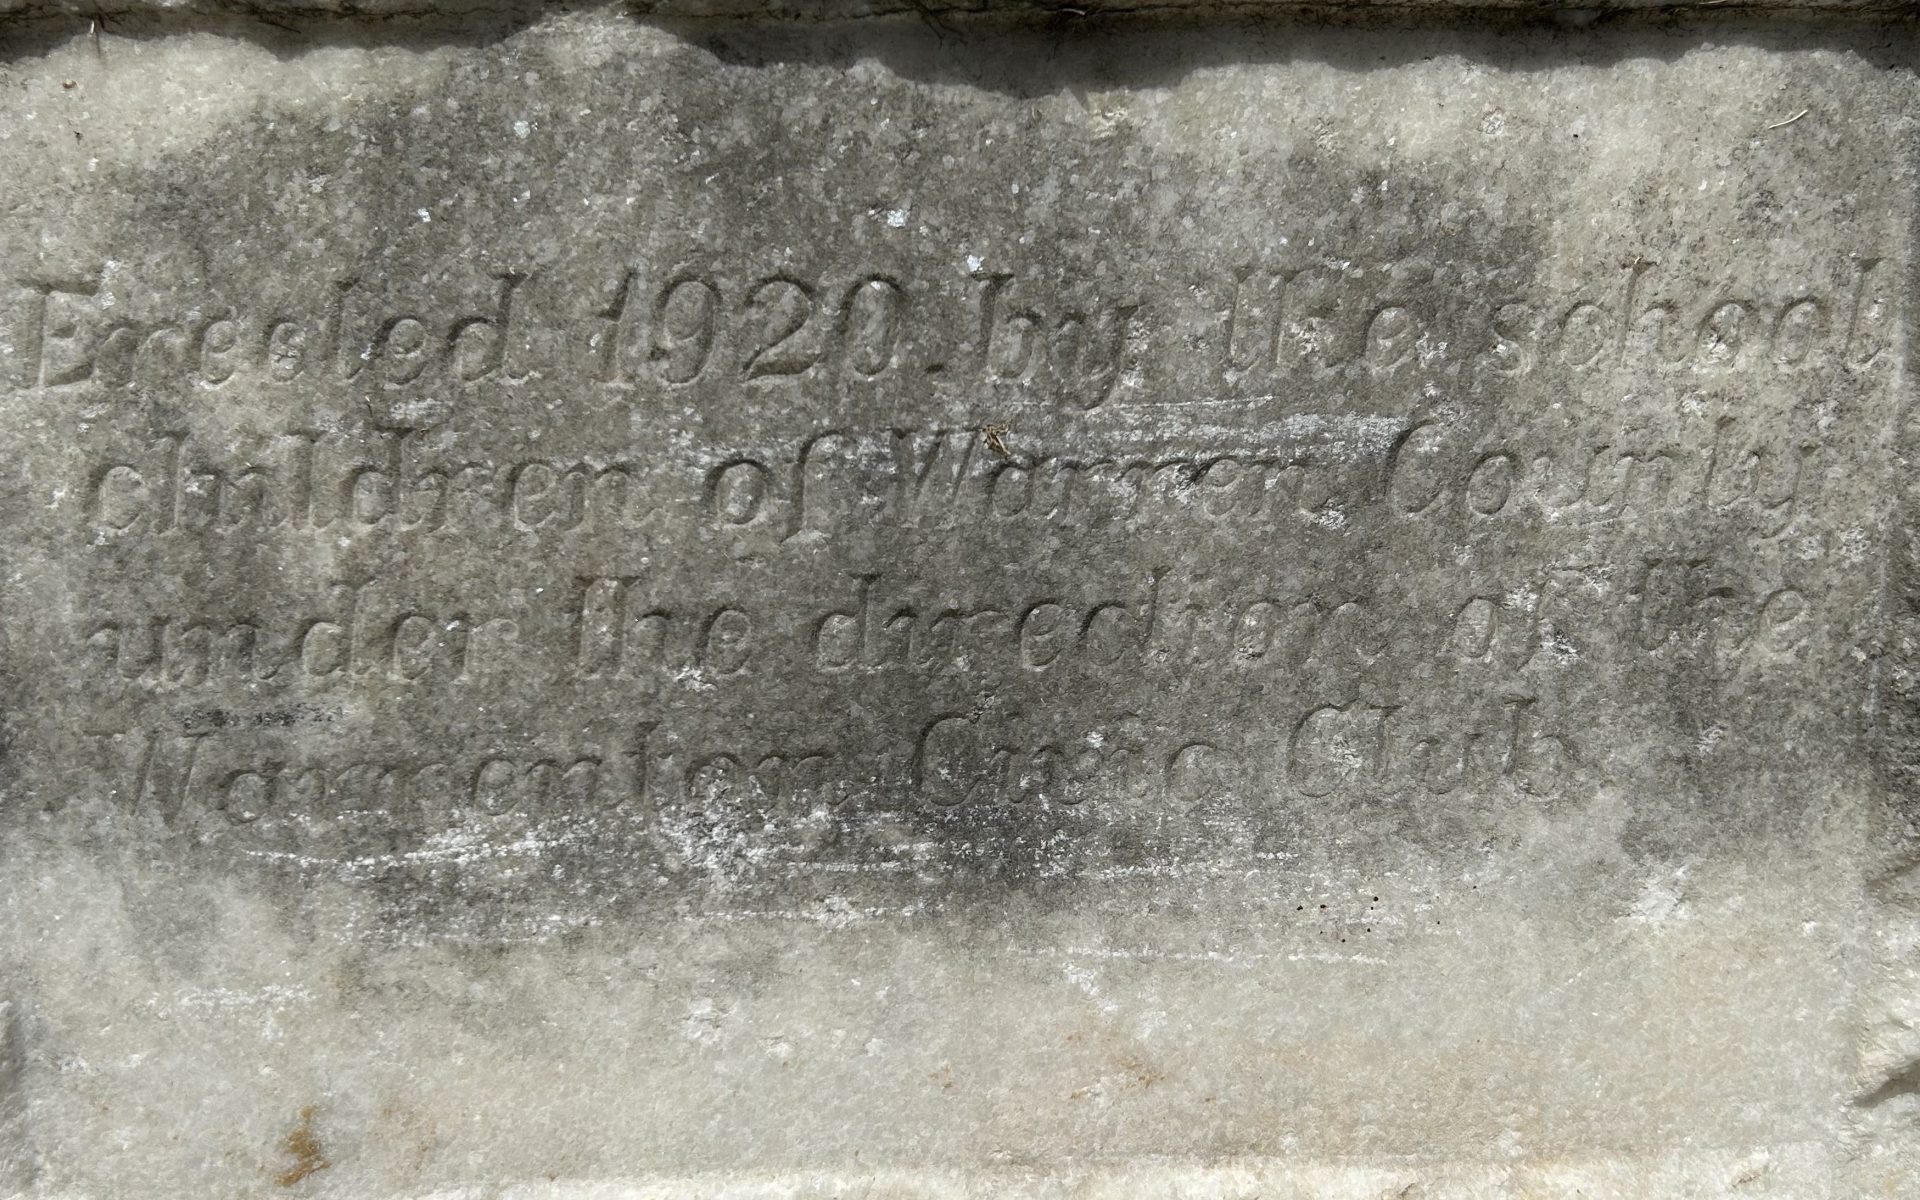 Erected 1920. by the school
children of Warren County
under the direction of the
Warrenton Civic Club